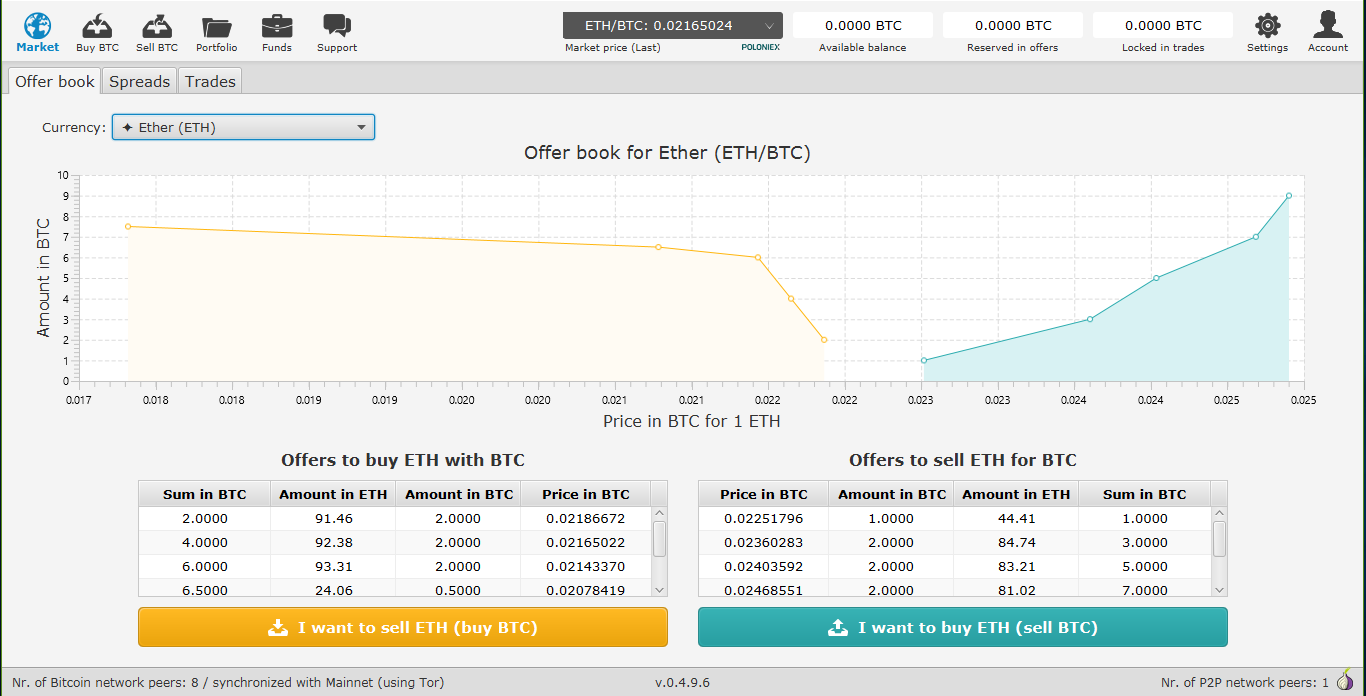 Market Buy BTC Sell BTC Portfolio Funds Support
ETH/BTC: 0.02165024 0.0000 BTC 0.0000 BTC 0.0000 BTC
Market price (Last) POLONIEX Available balance Reserved in offers Locked in trades Settings Account
Offer book Spreads Trades
Currency: Ether (ETH)
Offer book for Ether (ETH/BTC)
Amount in BTC
10
9
8
7
6
5
4
3
2
1
0
0.017 0.018 0.018 0.019 0.019 0.020 0.020 0.021 0.021 0.022 0.022 0.023 0.023 0.024 0.024 0.025 0.025
Price in BTC for 1 ETH
Offers to buy ETH with BTC
Sum in BTC Amount in ETH Amount in BTC Price in BTC
2.0000 91.46 2.0000 0.02186672
4.0000 92.38 2.0000 0.02165022
6.0000 93.31 2.0000 0.02143370
6.5000 24.06 0.5000 0.02078419
I want to sell ETH (buy BTC)
Offers to sell ETH for BTC
Price in BTC Amount in BTC Amount in ETH Sum in BTC
0.02251796 1.0000 44.41 1.0000
0.02360283 2.0000 84.74 3.0000
0.02403592 2.0000 83.21 5.0000
0.02468551 2.0000 81.02 7.0000
I want to buy ETH (sell BTC)
Nr. of Bitcoin network peers: 8 / synchronized with Mainnet (using Tor) v.0.4.9.6 Nr. of P2P network peers: 1